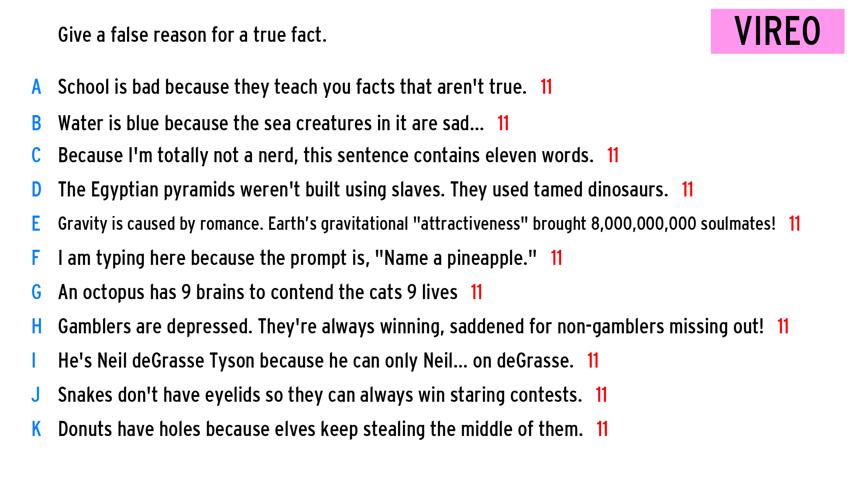 Give a false reason for a true fact.
VIREO
A School is bad because they teach you facts that aren't true. 11
B Water is blue because the sea creatures in it are sad... 11
C Because I'm totally not a nerd, this sentence contains eleven words. 11
D The Egyptian pyramids weren't built using slaves. They used tamed dinosaurs. 11
E Gravity is caused by romance. Earth's gravitational "attractiveness" brought 8,000,000,000 soulmates! 11
F I am typing here because the prompt is, "Name a pineapple." 11
G An octopus has 9 brains to contend the cats 9 lives 11
H Gamblers are depressed. They're always winning, saddened for non-gamblers missing out! 11
I He's Neil deGrasse Tyson because he can only Neil... on deGrasse. 11
J Snakes don't have eyelids so they can always win staring contests. 11
K Donuts have holes because elves keep stealing the middle of them. 11